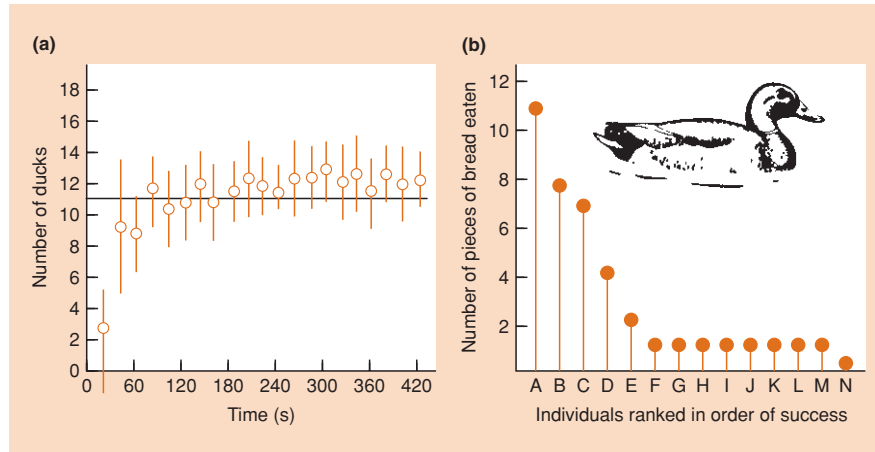 (a)
Number of ducks
18
16
14
12
10
8
6
4
2
0
0 60 120 180 240 300 360 420
Time (s)
(b)
Number of pieces of bread eaten
12
10
8
6
4
2
A B C D E F G H I J K L M N
Individuals ranked in order of success